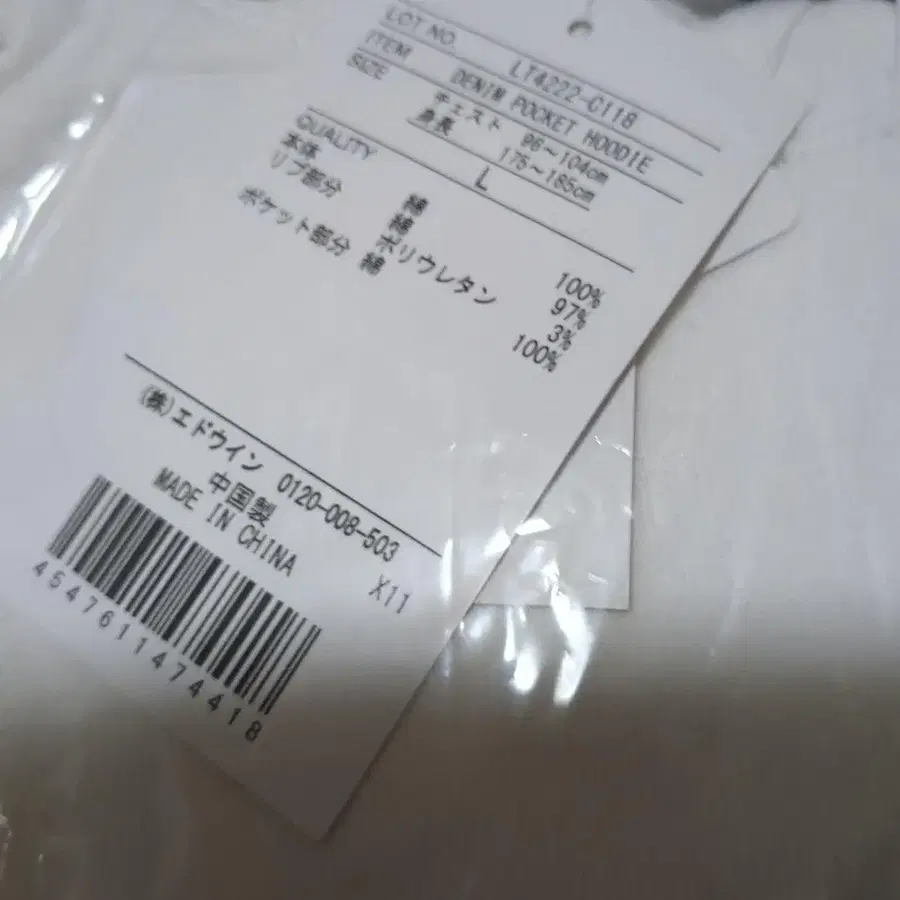 LOT NO. LT4222-C118
ITEM DENIM POCKET HOODIE
SIZE チェスト 96~104cm
身長 175~185cm
L
QUALITY
本体 綿 100%
リブ部分 綿 97%
ポリウレタン 3%
ポケット部分 綿 100%
(株)エドウイン 0120-008-503
中国製
MADE IN CHINA X11
4547611474418